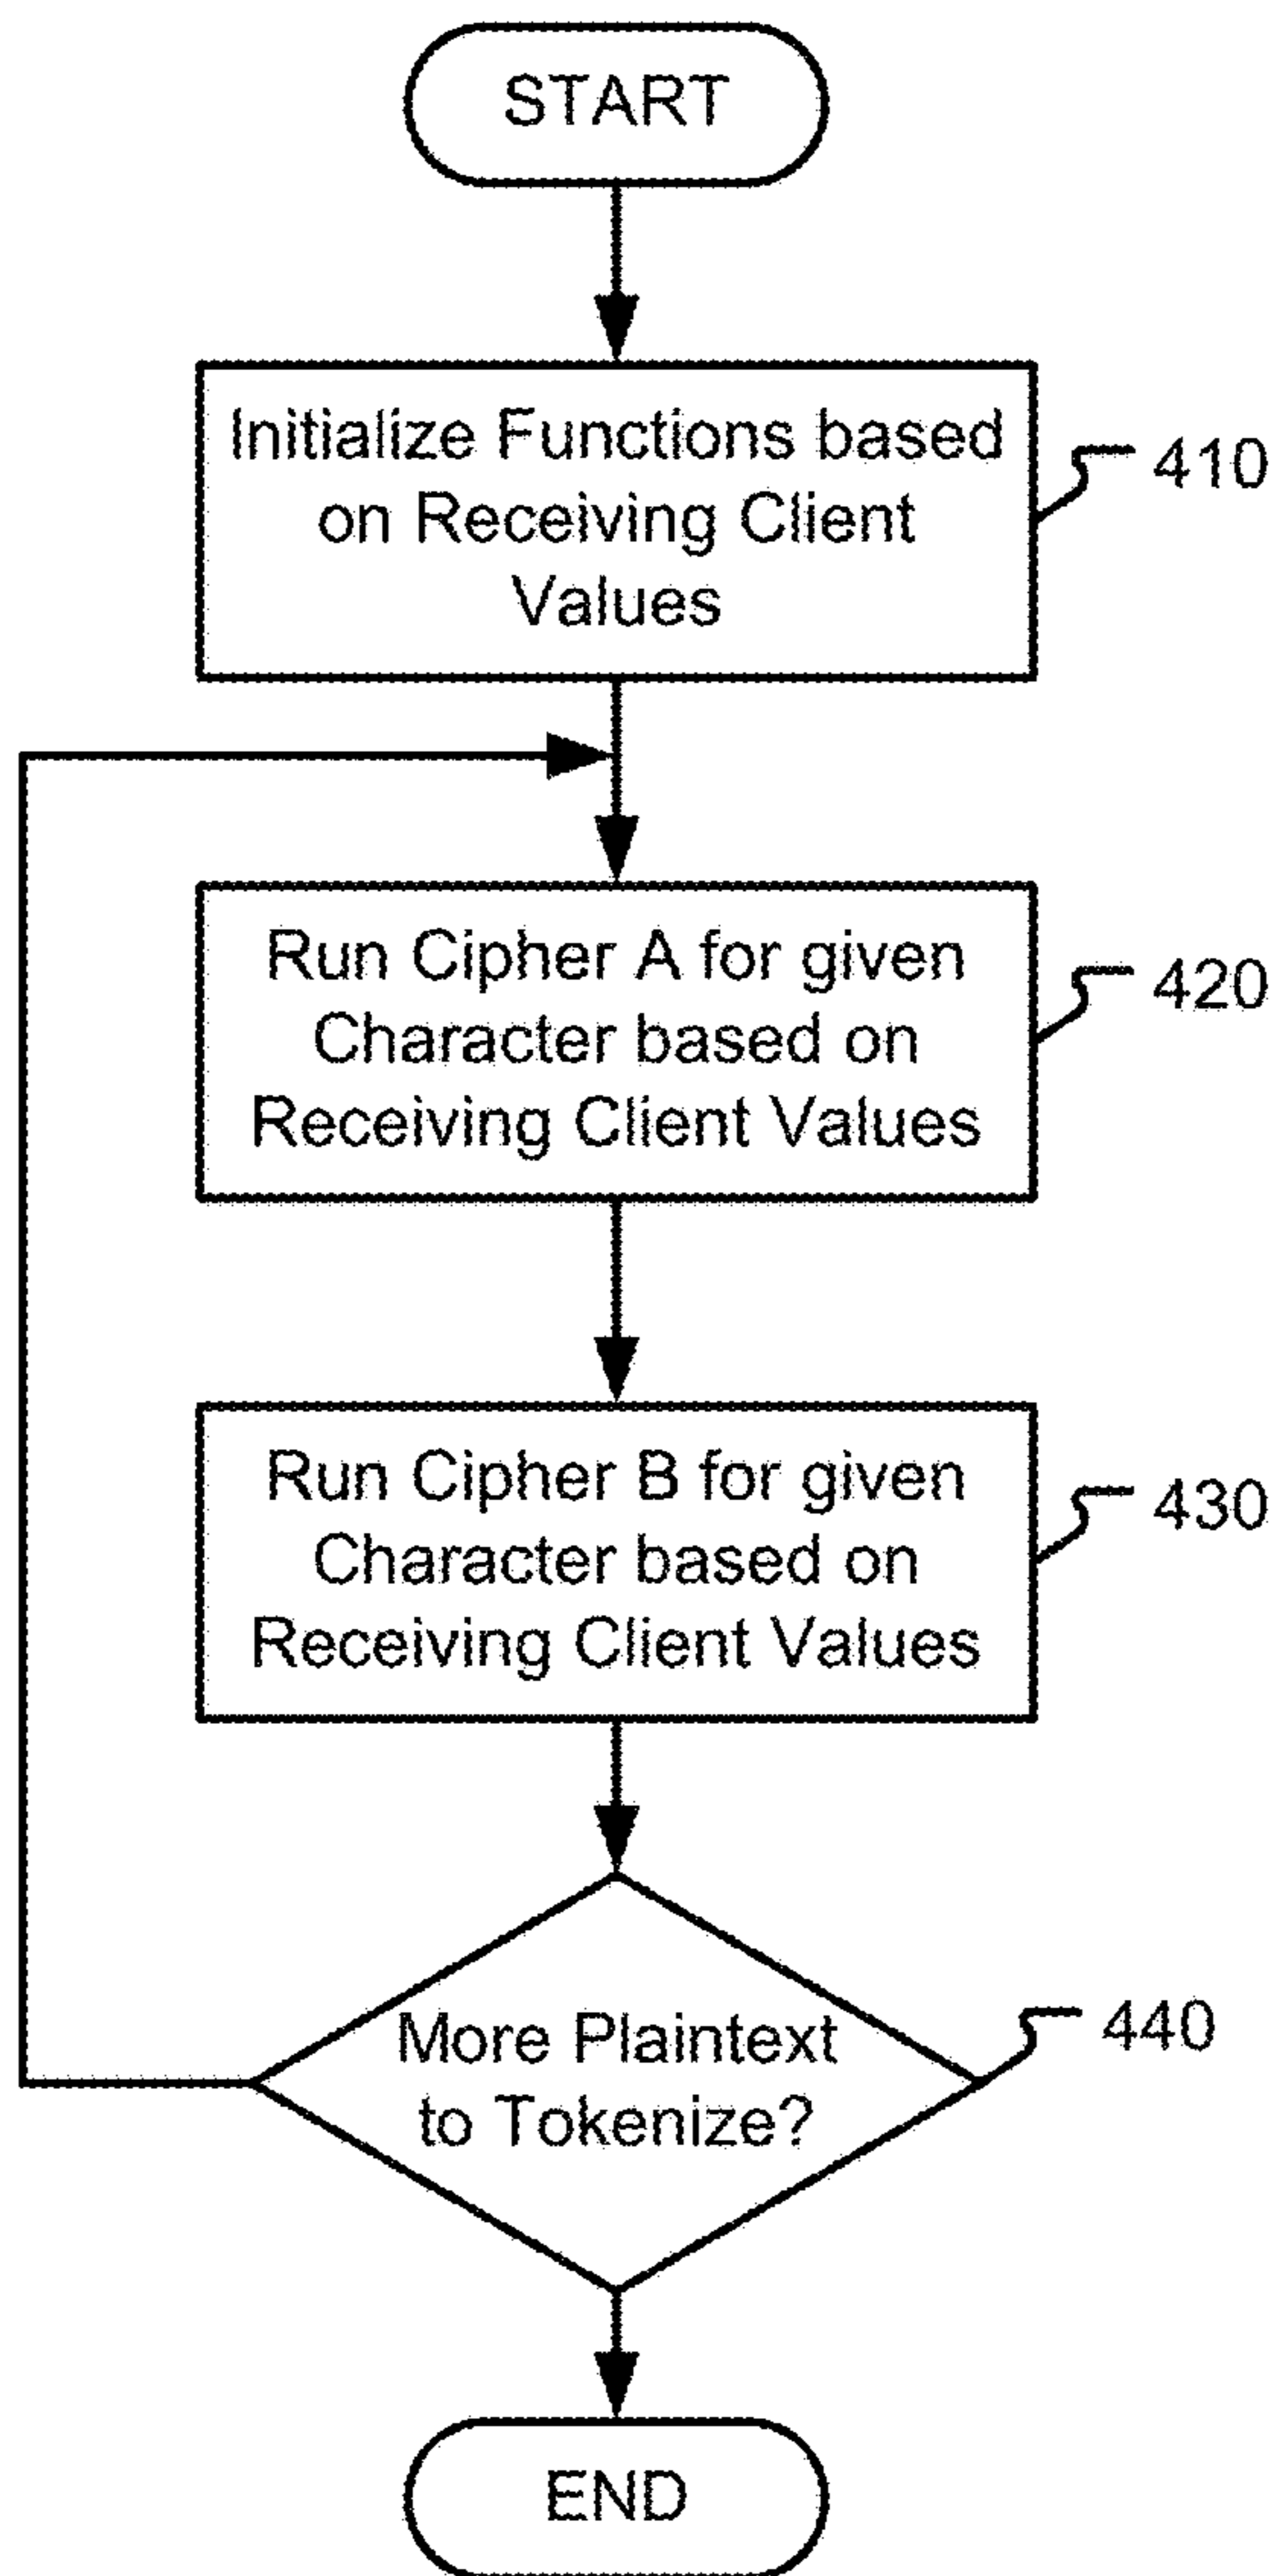 START
Initialize Functions based
on Receiving Client
Values
410
Run Cipher A for given
Character based on
Receiving Client Values
420
Run Cipher B for given
Character based on
Receiving Client Values
430
More Plaintext
to Tokenize?
440
END